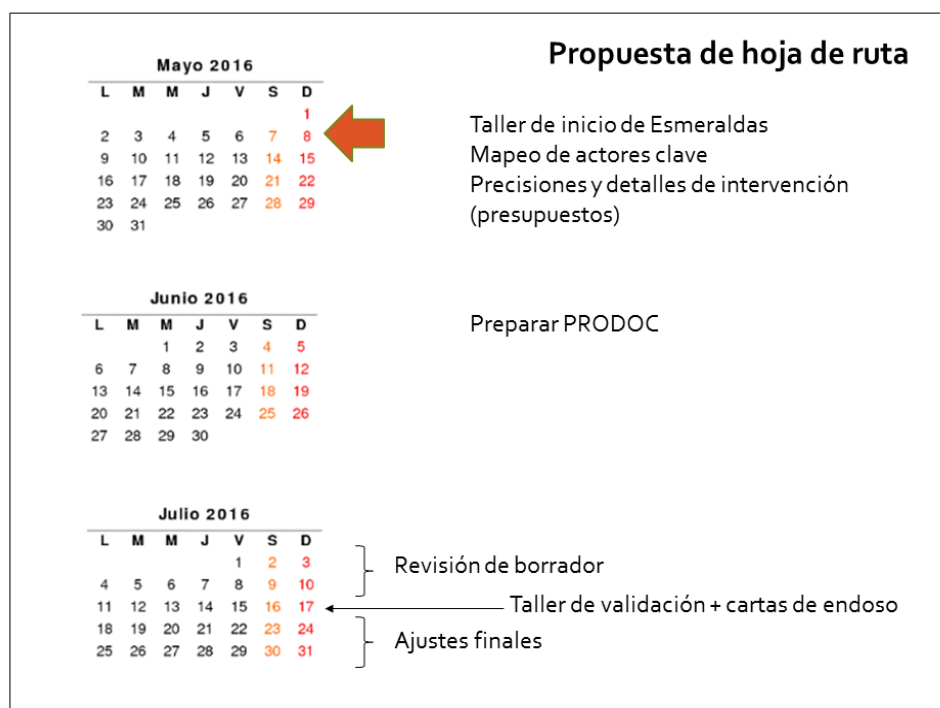 Propuesta de hoja de ruta
Mayo 2016
L M M J V S D
1
2 3 4 5 6 7 8
9 10 11 12 13 14 15
16 17 18 19 20 21 22
23 24 25 26 27 28 29
30 31
Taller de inicio de Esmeraldas
Mapeo de actores clave
Precisiones y detalles de intervención
(presupuestos)
Junio 2016
L M M J V S D
1 2 3 4 5
6 7 8 9 10 11 12
13 14 15 16 17 18 19
20 21 22 23 24 25 26
27 28 29 30
Preparar PRODOC
Julio 2016
L M M J V S D
1 2 3
4 5 6 7 8 9 10
11 12 13 14 15 16 17
18 19 20 21 22 23 24
25 26 27 28 29 30 31
Revisión de borrador
Taller de validación + cartas de endoso
Ajustes finales